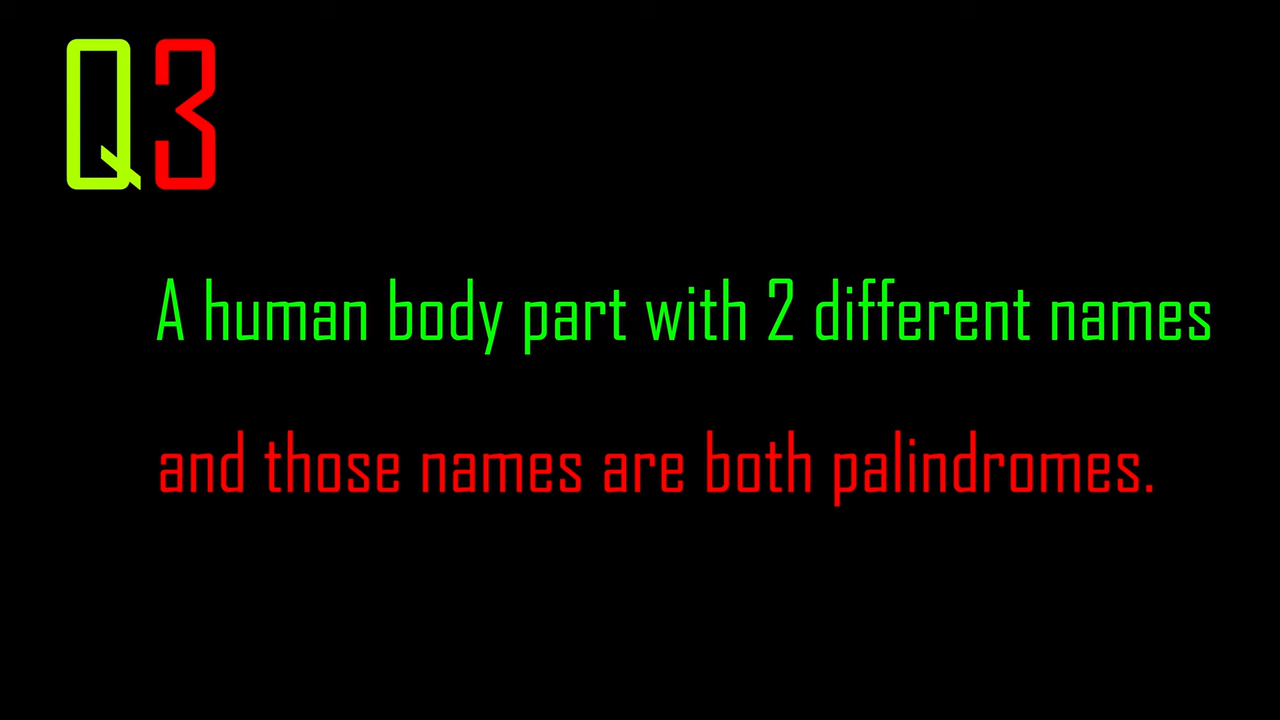 Q3
A human body part with 2 different names
and those names are both palindromes.